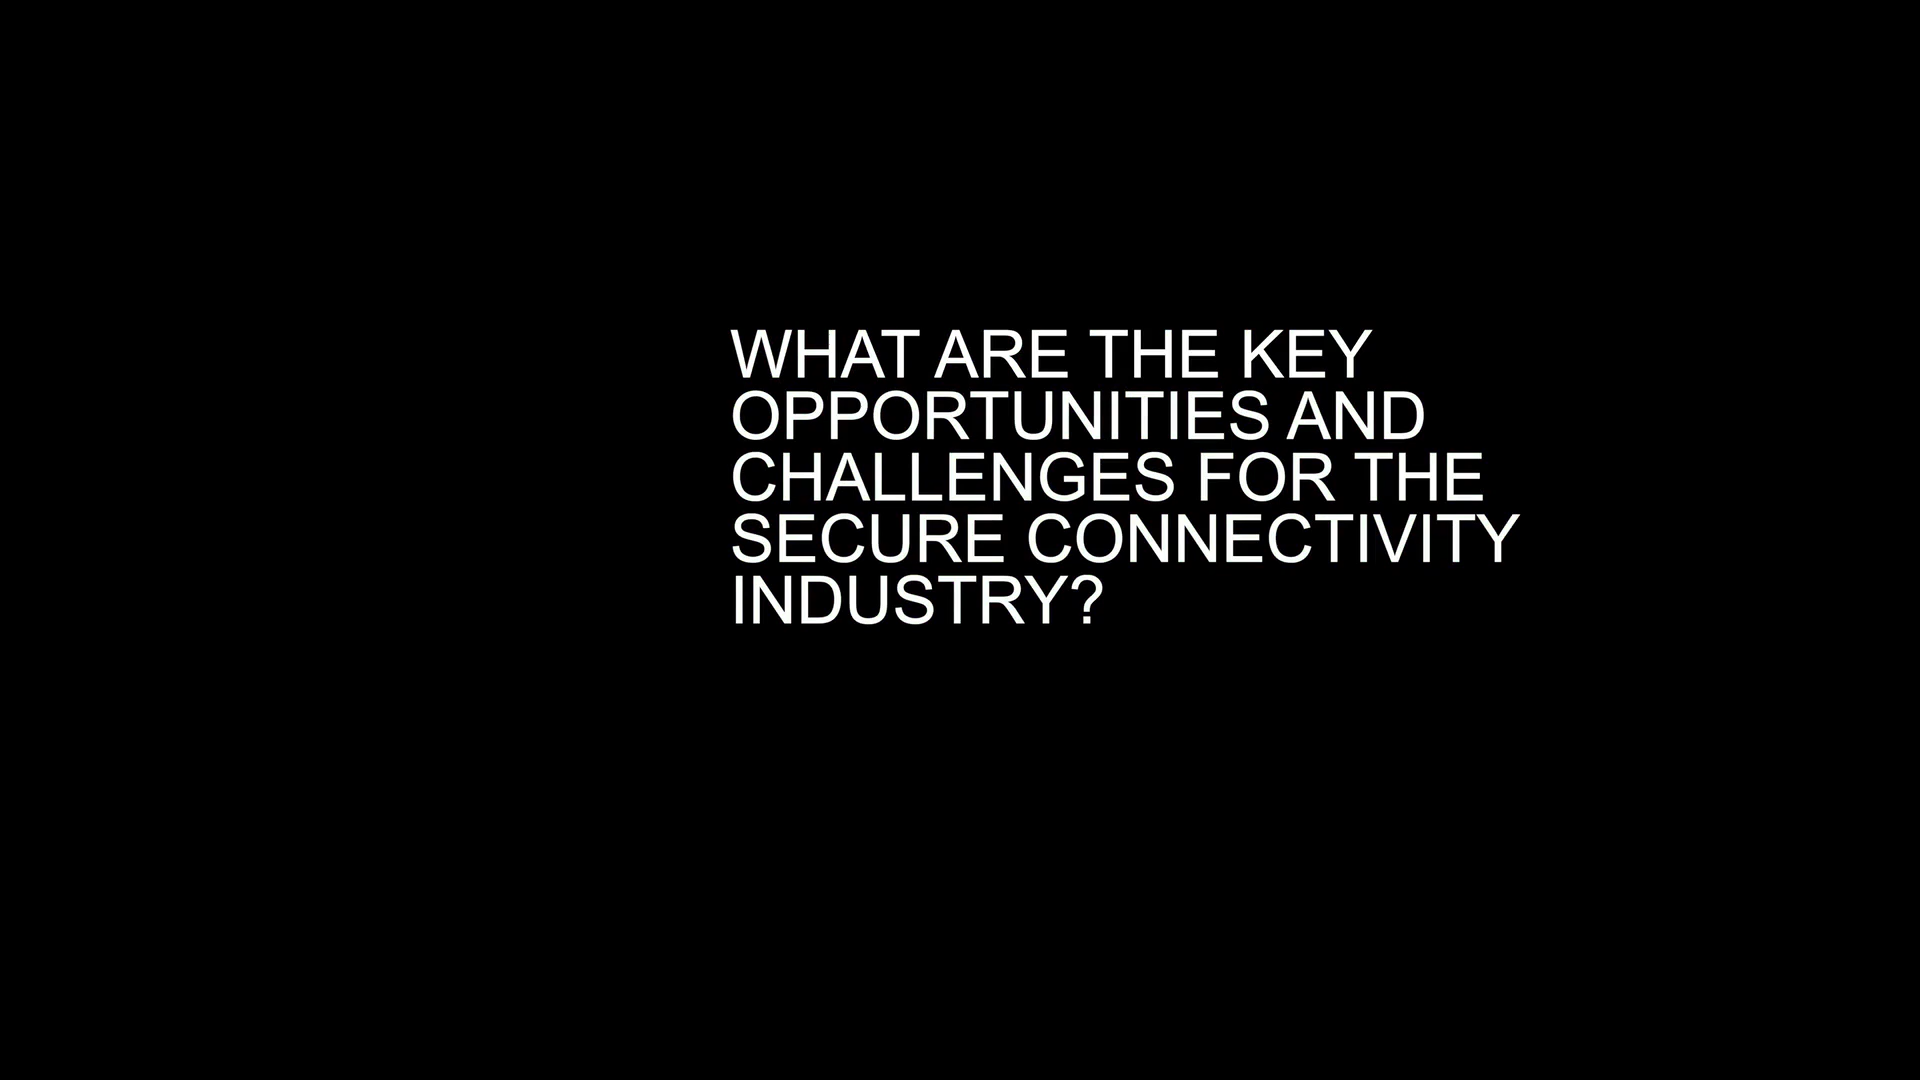 WHAT ARE THE KEY
OPPORTUNITIES AND
CHALLENGES FOR THE
SECURE CONNECTIVITY
INDUSTRY?